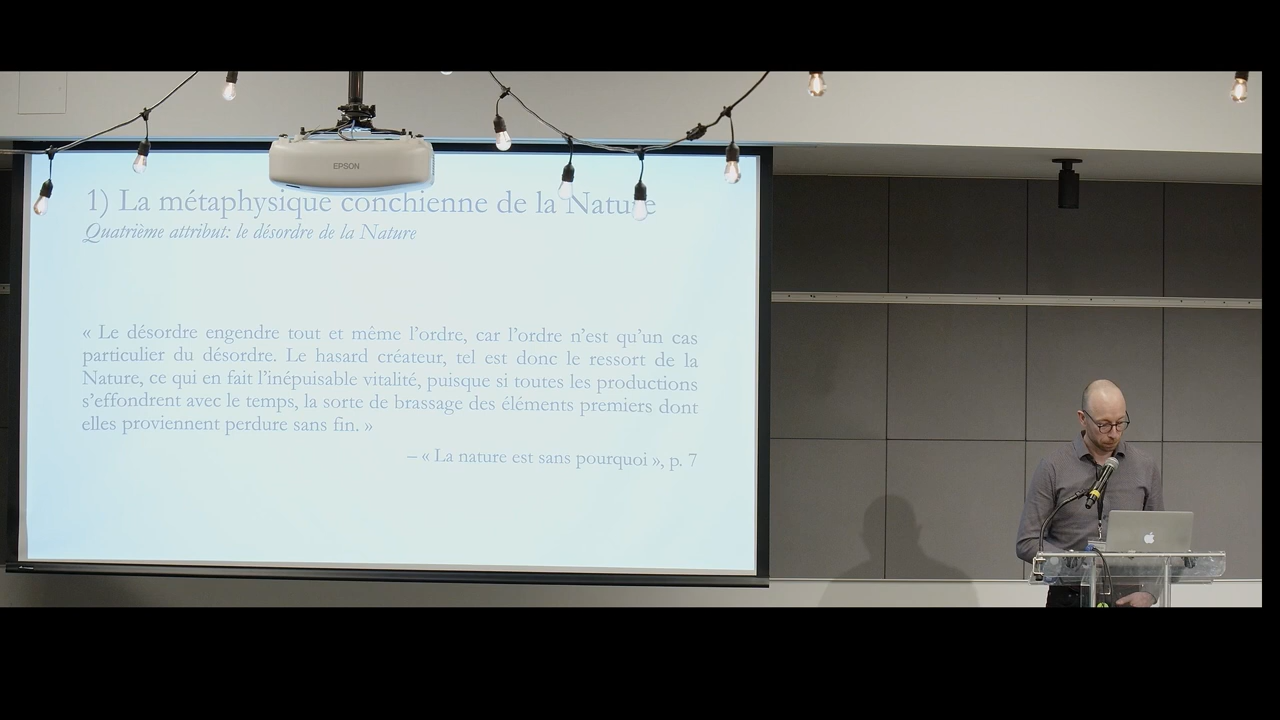 EPSON
1) La métaphysique conchienne de la Nature
Quatrième attribut: le désordre de la Nature
« Le désordre engendre tout et même l’ordre, car l’ordre n’est qu’un cas
particulier du désordre. Le hasard créateur, tel est donc le ressort de la
Nature, ce qui en fait l’inépuisable vitalité, puisque si toutes les productions
s’effondrent avec le temps, la sorte de brassage des éléments premiers dont
elles proviennent perdure sans fin. »
– « La nature est sans pourquoi », p. 7